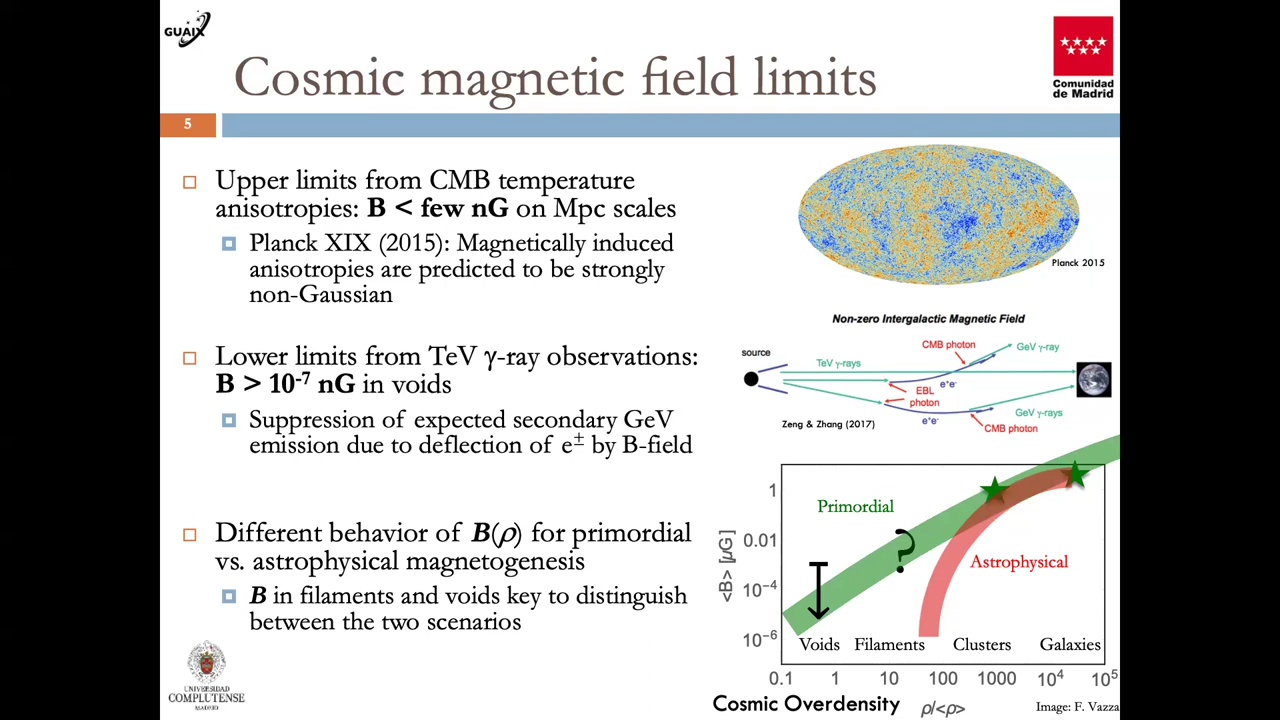 GUAIX
Comunidad
de Madrid
Cosmic magnetic field limits
5
Upper limits from CMB temperature
anisotropies: B < few nG on Mpc scales
Planck XIX (2015): Magnetically induced
anisotropies are predicted to be strongly
non-Gaussian
Planck 2015
Lower limits from TeV γ-ray observations:
B > 10⁻⁷ nG in voids
Suppression of expected secondary GeV
emission due to deflection of e± by B-field
Non-zero Intergalactic Magnetic Field
source
TeV γ-rays
CMB photon
GeV γ-ray
e⁺e⁻
EBL
photon
GeV γ-rays
e⁺e⁻
CMB photon
Zeng & Zhang (2017)
Different behavior of B(ρ) for primordial
vs. astrophysical magnetogenesis
B in filaments and voids key to distinguish
between the two scenarios
<B> [μG]
1
0.01
10⁻⁴
10⁻⁶
Primordial
?
Astrophysical
Voids Filaments Clusters Galaxies
0.1 1 10 100 1000 10⁴ 10⁵
Cosmic Overdensity ρ/<ρ>
Image: F. Vazza
UNIVERSIDAD
COMPLUTENSE
MADRID